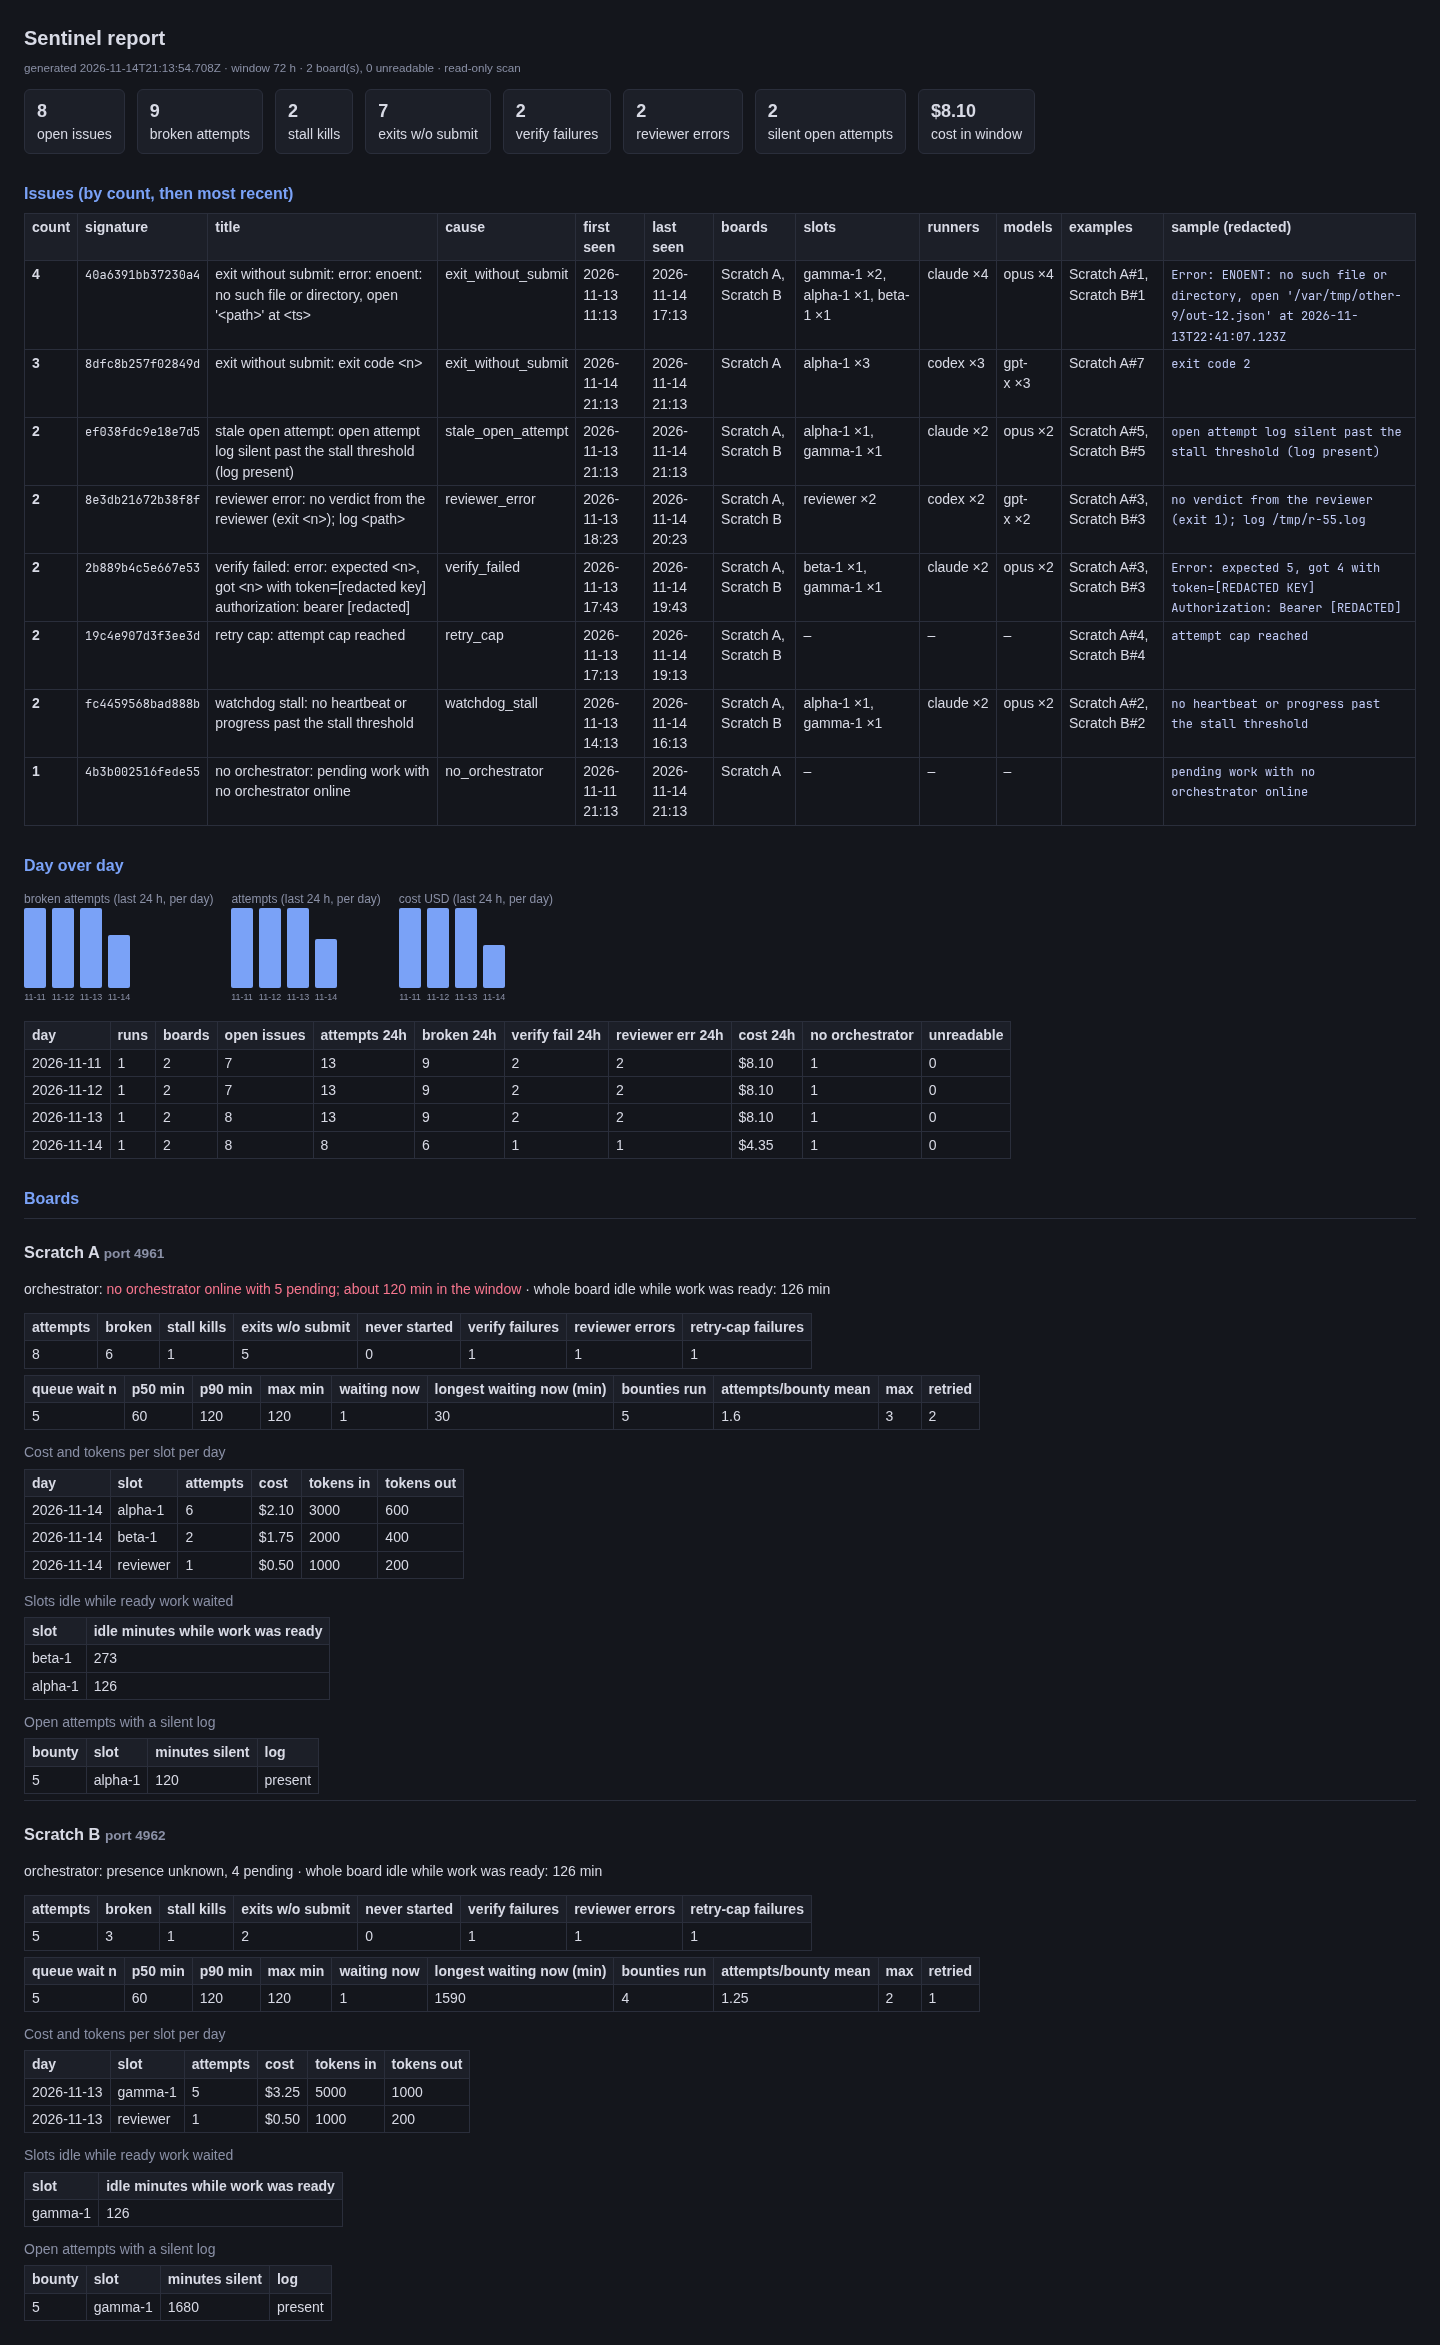 Sentinel report
generated 2026-11-14T21:13:54.708Z · window 72 h · 2 board(s), 0 unreadable · read-only scan
8 9 2 7 2 2 2 $8.10
open issues broken attempts stall kills exits w/o submit verify failures reviewer errors silent open attempts cost in window
Issues (by count, then most recent)
count signature title cause first seen last seen boards slots runners models examples sample (redacted)
4 40a6391bb37230a4 exit without submit: error: enoent: no such file or directory, open '<path>' at <ts> exit_without_submit 2026-11-13 11:13 2026-11-14 17:13 Scratch A, Scratch B gamma-1 ×2, alpha-1 ×1, beta-1 ×1 claude ×4 opus ×4 Scratch A#1, Scratch B#1 Error: ENOENT: no such file or directory, open '/var/tmp/other-9/out-12.json' at 2026-11-13T22:41:07.123Z
3 8dfc8b257f02849d exit without submit: exit code <n> exit_without_submit 2026-11-14 21:13 2026-11-14 21:13 Scratch A alpha-1 ×3 codex ×3 gpt-x ×3 Scratch A#7 exit code 2
2 ef038fdc9e18e7d5 stale open attempt: open attempt log silent past the stall threshold (log present) stale_open_attempt 2026-11-13 21:13 2026-11-14 21:13 Scratch A, Scratch B alpha-1 ×1, gamma-1 ×1 claude ×2 opus ×2 Scratch A#5, Scratch B#5 open attempt log silent past the stall threshold (log present)
2 8e3db21672b38f8f reviewer error: no verdict from the reviewer (exit <n>); log <path> reviewer_error 2026-11-13 18:23 2026-11-14 20:23 Scratch A, Scratch B reviewer ×2 codex ×2 gpt-x ×2 Scratch A#3, Scratch B#3 no verdict from the reviewer (exit 1); log /tmp/r-55.log
2 2b889b4c5e667e53 verify failed: error: expected <n>, got <n> with token=[redacted key] authorization: bearer [redacted] verify_failed 2026-11-13 17:43 2026-11-14 19:43 Scratch A, Scratch B beta-1 ×1, gamma-1 ×1 claude ×2 opus ×2 Scratch A#3, Scratch B#3 Error: expected 5, got 4 with token=[REDACTED KEY] Authorization: Bearer [REDACTED]
2 19c4e907d3f3ee3d retry cap: attempt cap reached retry_cap 2026-11-13 17:13 2026-11-14 19:13 Scratch A, Scratch B – – – Scratch A#4, Scratch B#4 attempt cap reached
2 fc4459568bad888b watchdog stall: no heartbeat or progress past the stall threshold watchdog_stall 2026-11-13 14:13 2026-11-14 16:13 Scratch A, Scratch B alpha-1 ×1, gamma-1 ×1 claude ×2 opus ×2 Scratch A#2, Scratch B#2 no heartbeat or progress past the stall threshold
1 4b3b002516fede55 no orchestrator: pending work with no orchestrator online no_orchestrator 2026-11-11 21:13 2026-11-14 21:13 Scratch A – – – pending work with no orchestrator online
Day over day
broken attempts (last 24 h, per day) attempts (last 24 h, per day) cost USD (last 24 h, per day)
11-11 11-12 11-13 11-14 11-11 11-12 11-13 11-14 11-11 11-12 11-13 11-14
day runs boards open issues attempts 24h broken 24h verify fail 24h reviewer err 24h cost 24h no orchestrator unreadable
2026-11-11 1 2 7 13 9 2 2 $8.10 1 0
2026-11-12 1 2 7 13 9 2 2 $8.10 1 0
2026-11-13 1 2 8 13 9 2 2 $8.10 1 0
2026-11-14 1 2 8 8 6 1 1 $4.35 1 0
Boards
Scratch A port 4961
orchestrator: no orchestrator online with 5 pending; about 120 min in the window · whole board idle while work was ready: 126 min
attempts broken stall kills exits w/o submit never started verify failures reviewer errors retry-cap failures
8 6 1 5 0 1 1 1
queue wait n p50 min p90 min max min waiting now longest waiting now (min) bounties run attempts/bounty mean max retried
5 60 120 120 1 30 5 1.6 3 2
Cost and tokens per slot per day
day slot attempts cost tokens in tokens out
2026-11-14 alpha-1 6 $2.10 3000 600
2026-11-14 beta-1 2 $1.75 2000 400
2026-11-14 reviewer 1 $0.50 1000 200
Slots idle while ready work waited
slot idle minutes while work was ready
beta-1 273
alpha-1 126
Open attempts with a silent log
bounty slot minutes silent log
5 alpha-1 120 present
Scratch B port 4962
orchestrator: presence unknown, 4 pending · whole board idle while work was ready: 126 min
attempts broken stall kills exits w/o submit never started verify failures reviewer errors retry-cap failures
5 3 1 2 0 1 1 1
queue wait n p50 min p90 min max min waiting now longest waiting now (min) bounties run attempts/bounty mean max retried
5 60 120 120 1 1590 4 1.25 2 1
Cost and tokens per slot per day
day slot attempts cost tokens in tokens out
2026-11-13 gamma-1 5 $3.25 5000 1000
2026-11-13 reviewer 1 $0.50 1000 200
Slots idle while ready work waited
slot idle minutes while work was ready
gamma-1 126
Open attempts with a silent log
bounty slot minutes silent log
5 gamma-1 1680 present